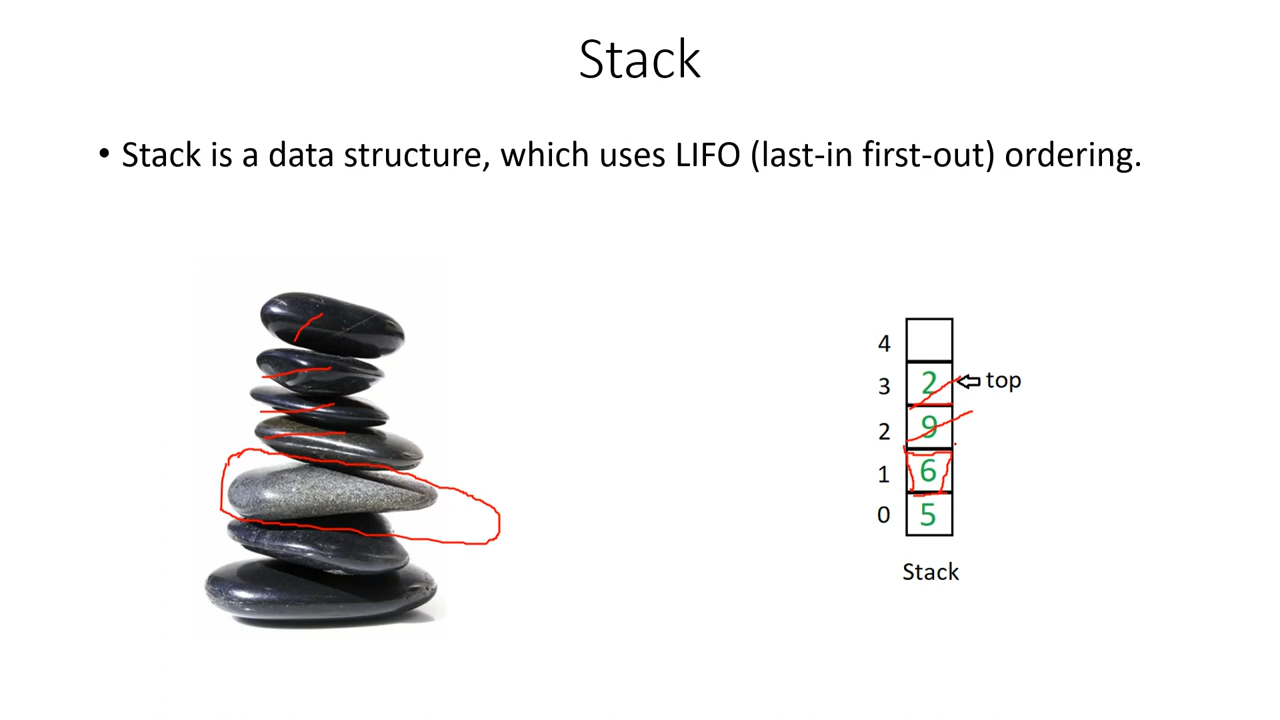 Stack
• Stack is a data structure, which uses LIFO (last-in first-out) ordering.
4
3 2 top
2 9
1 6
0 5
Stack